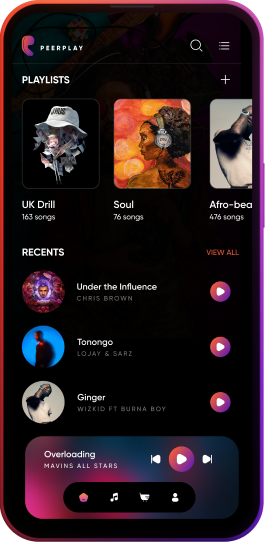 PEERPLAY
PLAYLISTS
UK Drill
163 songs
Soul
76 songs
Afro-bea
476 songs
RECENTS
VIEW ALL
Under the Influence
CHRIS BROWN
Tonongo
LOJAY & SARZ
Ginger
WIZKID FT BURNA BOY
Overloading
MAVINS ALL STARS